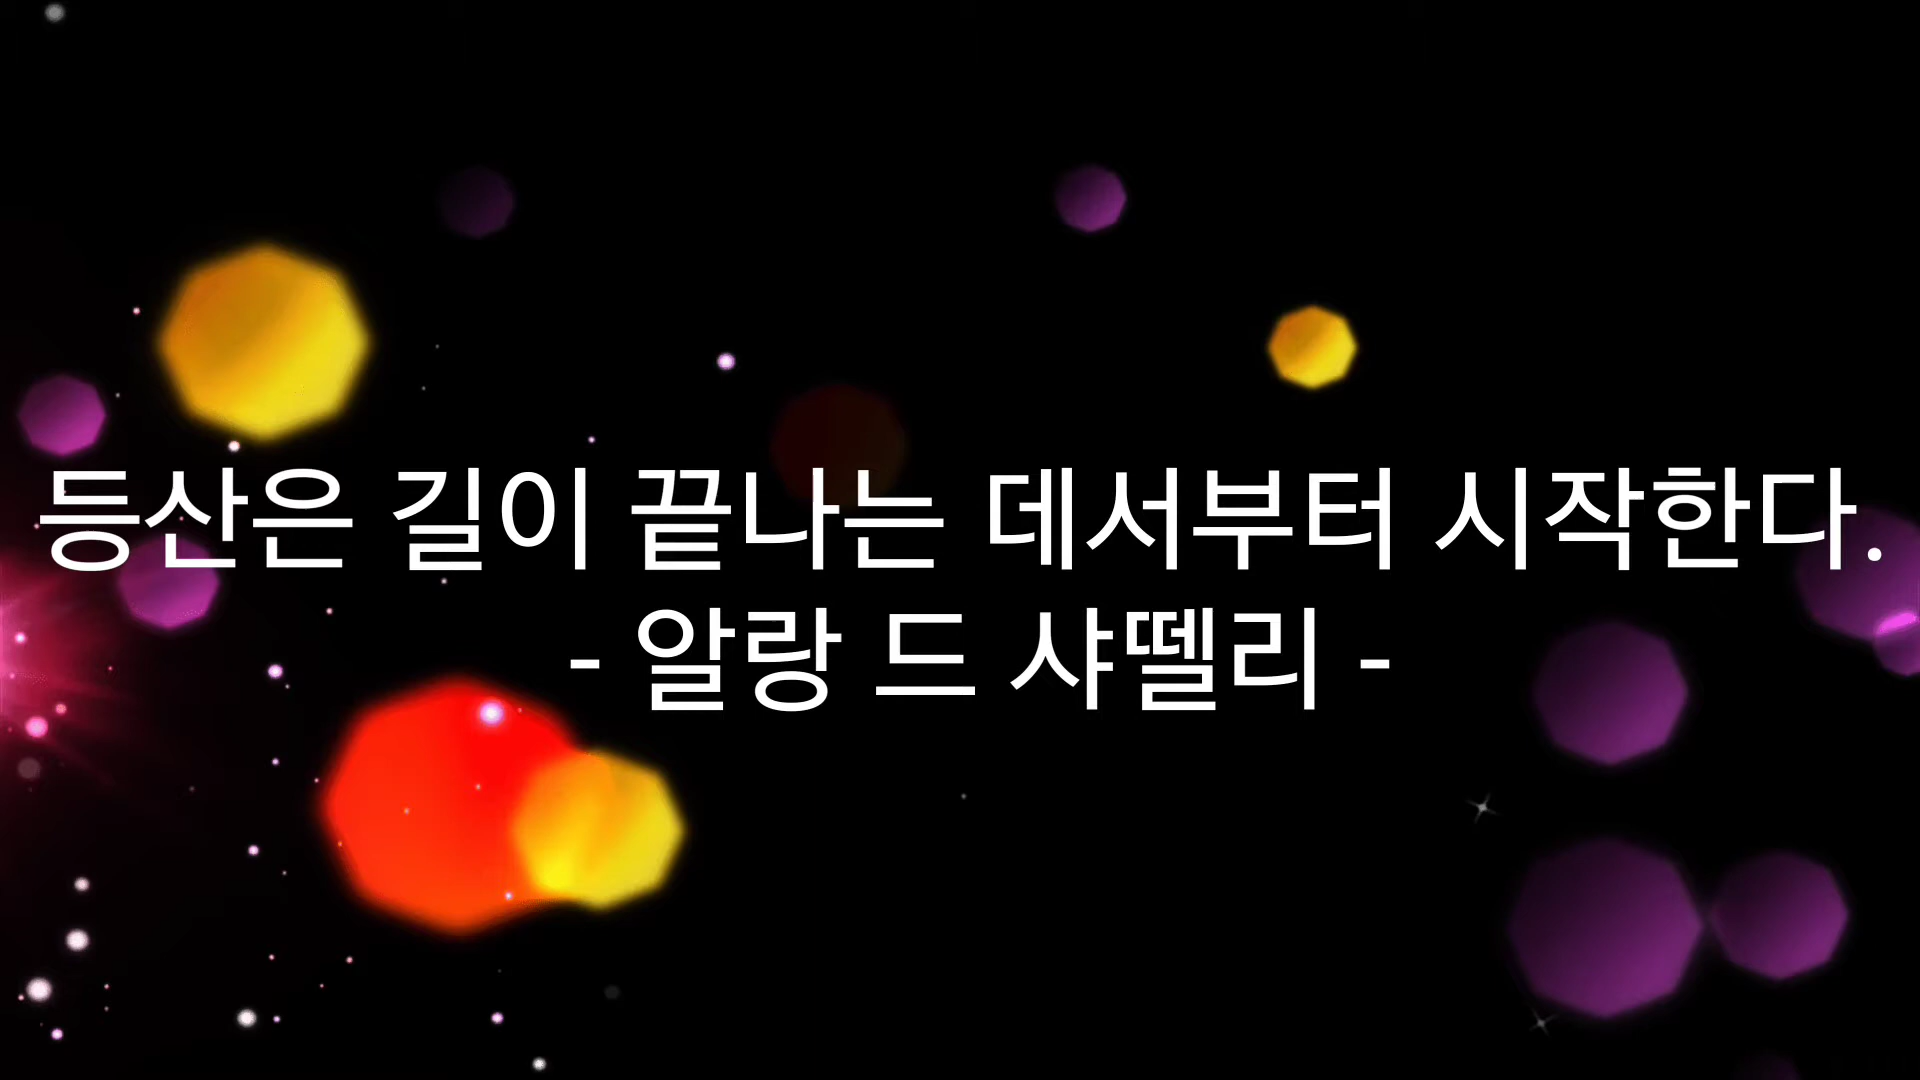 등산은 길이 끝나는 데서부터 시작한다.
- 알랑 드 샤뗄리 -